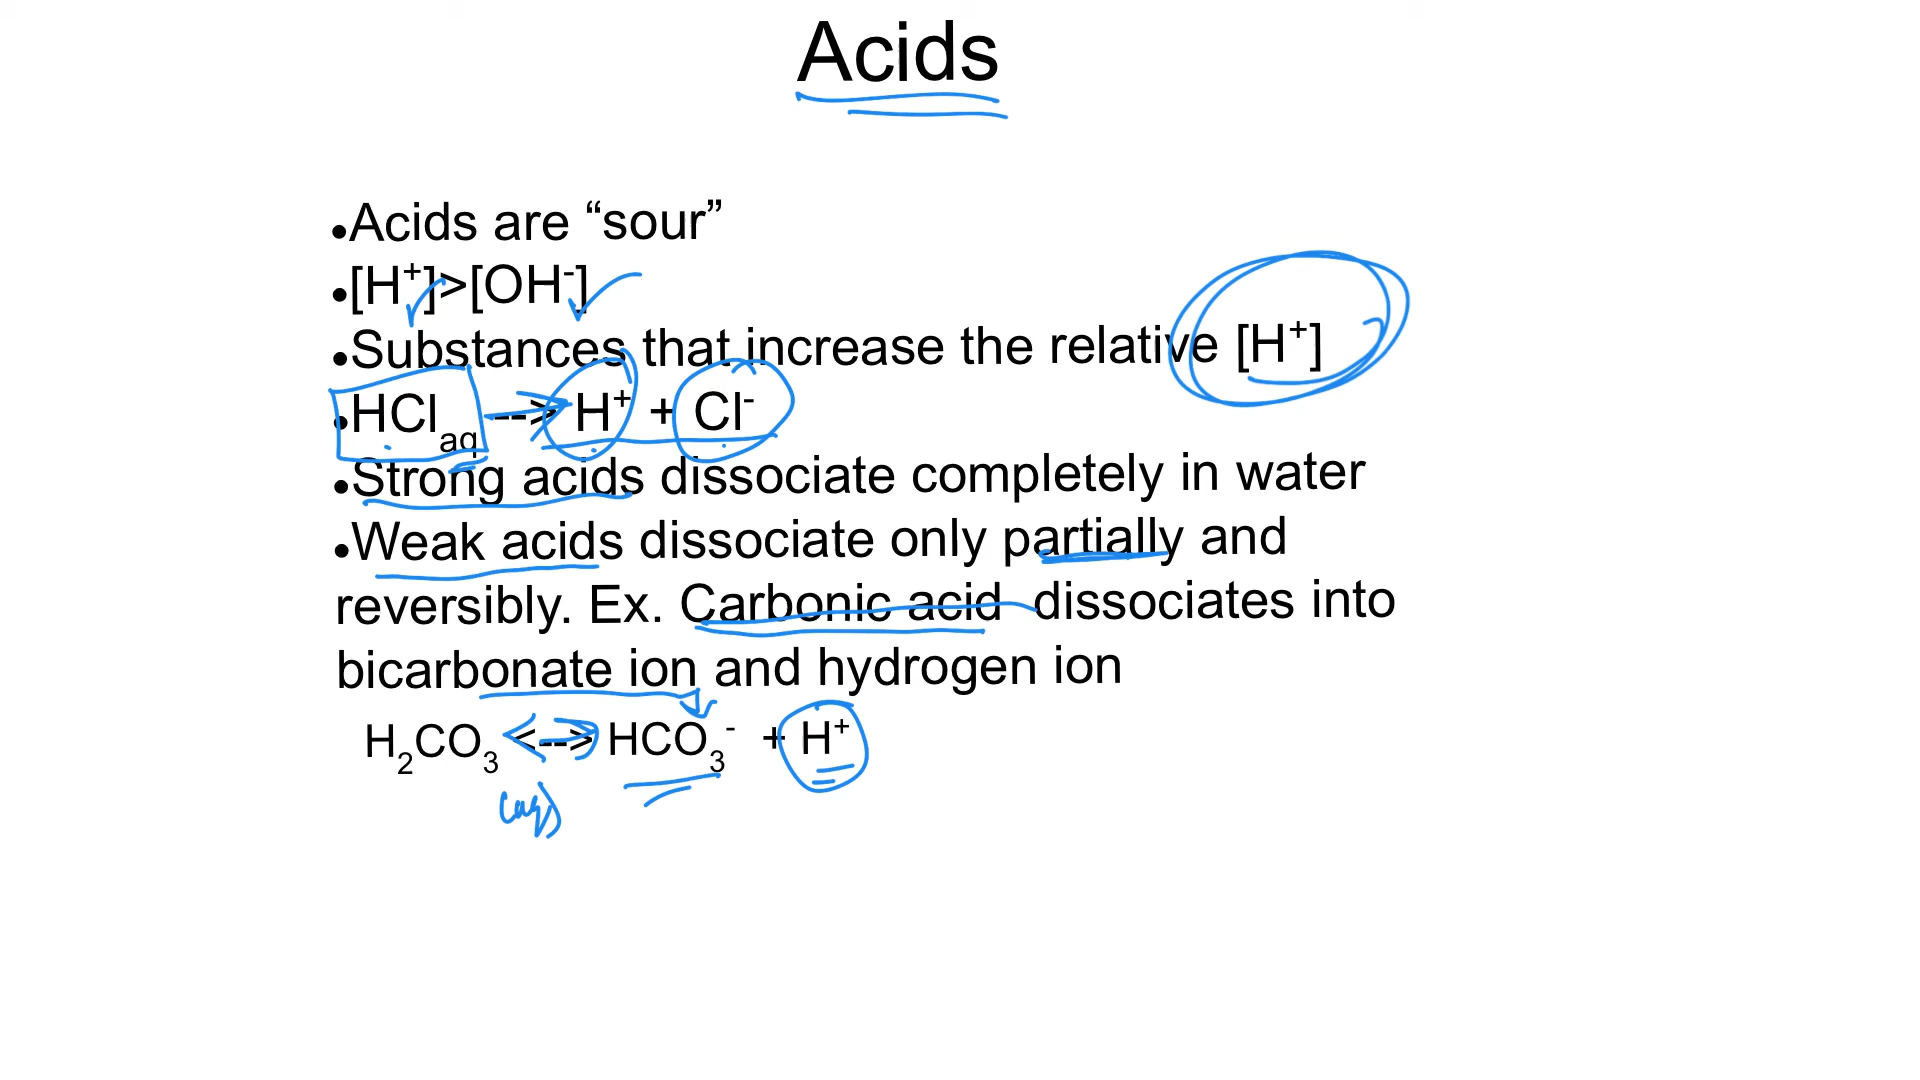 Acids
•Acids are “sour”
•[H⁺]>[OH⁻]
•Substances that increase the relative [H⁺]
•HClaq --> H⁺ + Cl⁻
•Strong acids dissociate completely in water
•Weak acids dissociate only partially and
reversibly. Ex. Carbonic acid dissociates into
bicarbonate ion and hydrogen ion
H₂CO₃ <--> HCO₃⁻ + H⁺
(aq)